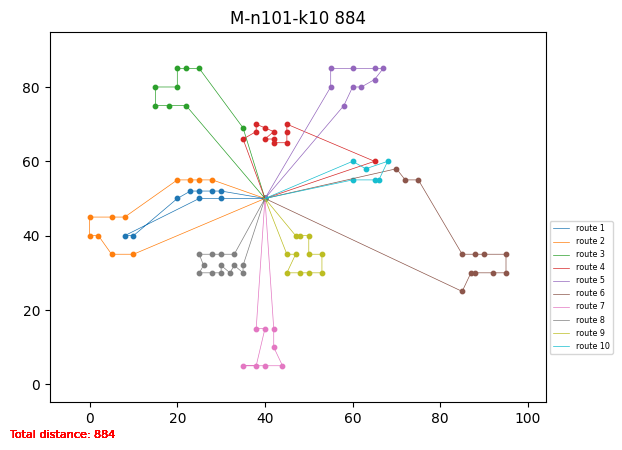 M-n101-k10 884
80
60
40
20
0
0 20 40 60 80 100
route 1
route 2
route 3
route 4
route 5
route 6
route 7
route 8
route 9
route 10
Total distance: 884